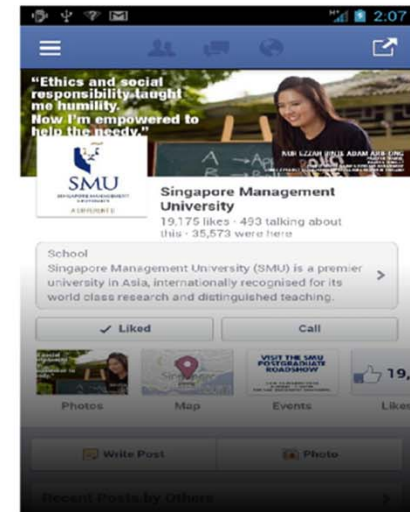 2:07
"Ethics and social
responsibility taught
me humility.
Now I'm empowered to
help the needy."
SMU
SINGAPORE MANAGEMENT
UNIVERSITY
Singapore Management
University
19,175 likes · 493 talking about
this · 35,573 were here
School
Singapore Management University (SMU) is a premier
university in Asia, internationally recognised for its
world class research and distinguished teaching.
Liked
Call
VISIT THE SMU
POSTGRADUATE
ROADSHOW
19,
Photos
Map
Events
Likes
Write Post
Photo
Recent Posts by Others